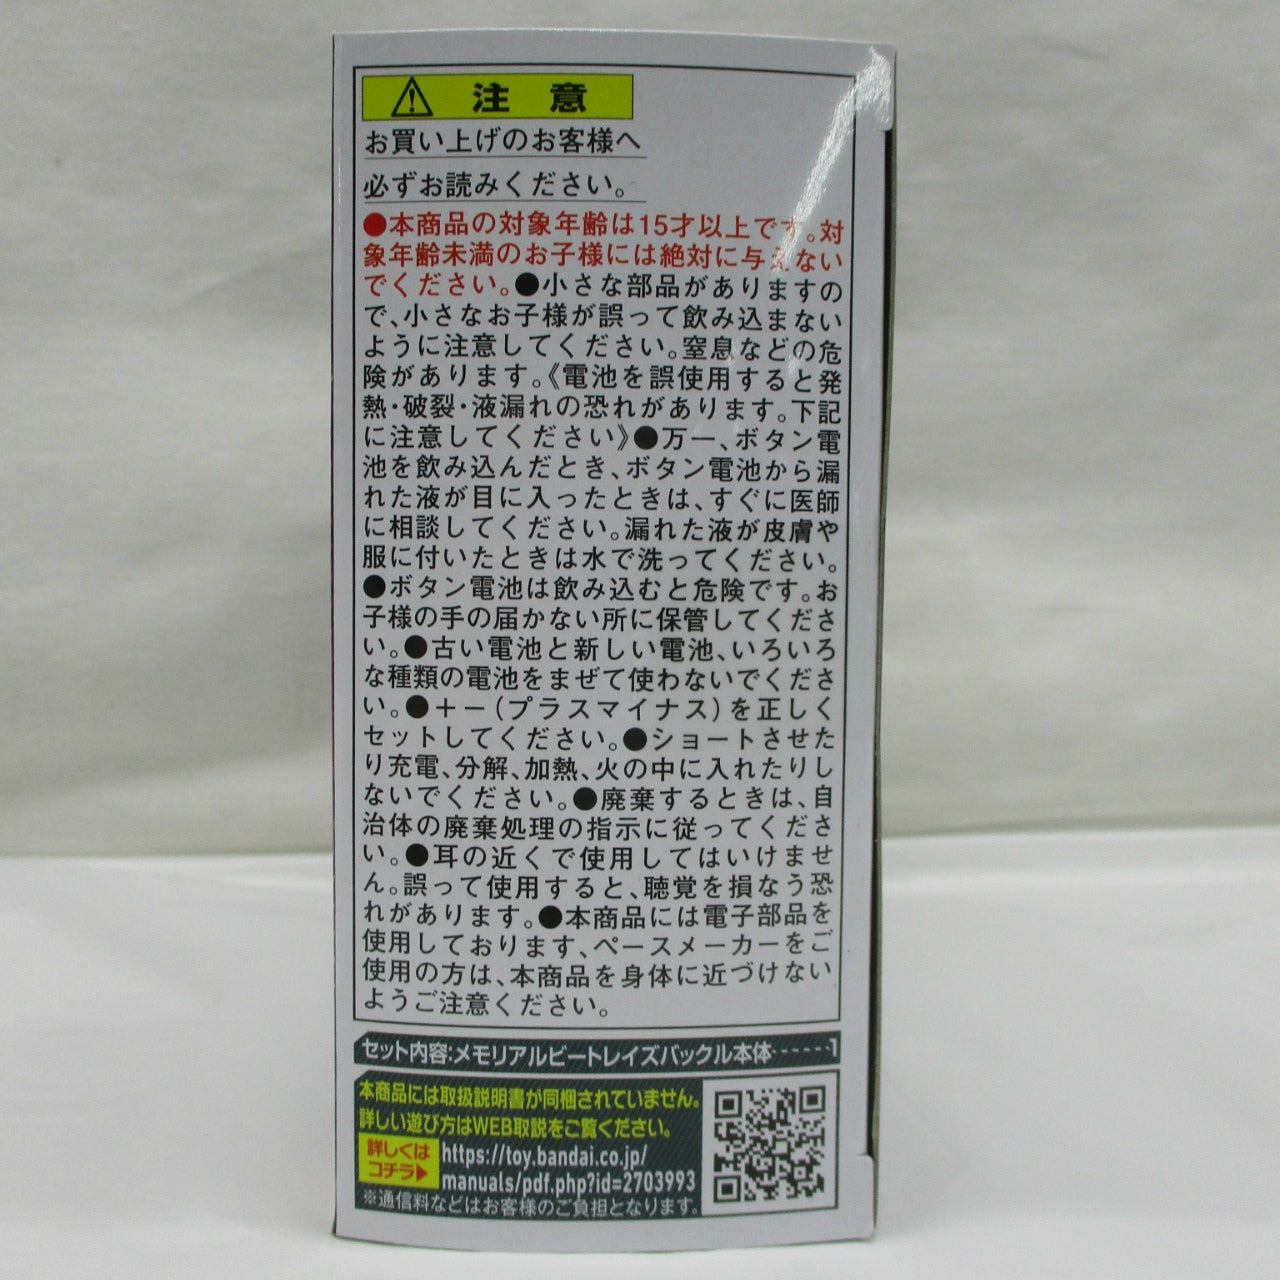 ⚠ 注意
お買い上げのお客様へ
必ずお読みください。
●本商品の対象年齢は15才以上です。対
象年齢未満のお子様には絶対に与えない
でください。●小さな部品がありますの
で、小さなお子様が誤って飲み込まない
ように注意してください。窒息などの危
険があります。《電池を誤使用すると発
熱・破裂・液漏れの恐れがあります。下記
に注意してください》●万一、ボタン電
池を飲み込んだとき、ボタン電池から漏
れた液が目に入ったときは、すぐに医師
に相談してください。漏れた液が皮膚や
服に付いたときは水で洗ってください。
●ボタン電池は飲み込むと危険です。お
子様の手の届かない所に保管してくださ
い。●古い電池と新しい電池、いろいろ
な種類の電池をまぜて使わないでくださ
い。●+-(プラスマイナス)を正しく
セットしてください。●ショートさせた
り充電、分解、加熱、火の中に入れたりし
ないでください。●廃棄するときは、自
治体の廃棄処理の指示に従ってくださ
い。●耳の近くで使用してはいけませ
ん。誤って使用すると、聴覚を損なう恐
れがあります。●本商品には電子部品を
使用しております、ペースメーカーをご
使用の方は、本商品を身体に近づけない
ようご注意ください。
セット内容:メモリアルビートレイズバックル本体------1
本商品には取扱説明書が同梱されていません。
詳しい遊び方はWEB取説をご覧ください。
詳しくは
コチラ▶
https://toy.bandai.co.jp/
manuals/pdf.php?id=2703993
※通信料などはお客様のご負担となります。